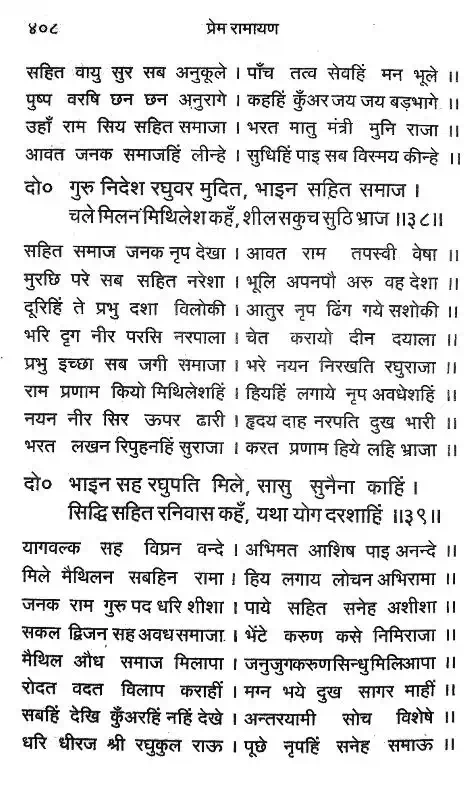 ४०८ प्रेम रामायण
सहित वायु सुर सब अनुकूले । पाँच तत्व सेवहिं मन भूले ।।
पुष्प वरषि छन छन अनुरागे । कहहिं कुँअर जय जय बड़भागे ।।
उहाँ राम सिय सहित समाजा । भरत मातु मंत्री मुनि राजा ।।
आवत जनक समाजहिं लीन्हे । सुधिहिं पाइ सब विस्मय कीन्हे ।।
दो० गुरु निदेश रघुवर मुदित, भाइन सहित समाज ।
चले मिलन मिथिलेश कहँ, शील सकुच सुठि भ्राज ।।३८।।
सहित समाज जनक नृप देखा । आवत राम तपस्वी वेषा ।।
मुरछि परे सब सहित नरेशा । भूलि अपनपौ अरु वह देशा ।।
दूरिहिं ते प्रभु दशा विलोकी । आतुर नृप ढिंग गये सशोकी ।।
भरि दृग नीर परसि नरपाला । चेत करायो दीन दयाला ।।
प्रभु इच्छा सब जगी समाजा । भरे नयन निरखति रघुराजा ।।
राम प्रणाम कियो मिथिलेशहिं । हियहिं लगाये नृप अवधेशहिं ।।
नयन नीर सिर ऊपर ढारी । हृदय दाह नरपति दुख भारी ।।
भरत लखन रिपुहनहिं सुराजा । करत प्रणाम हिये लहि भ्राजा ।।
दो० भाइन सह रघुपति मिले, सासु सुनैना काहिं ।
सिद्धि सहित रनिवास कहँ, यथा योग दरशाहिं ।।३९।।
यागवल्क सह विप्रन वन्दे । अभिमत आशिष पाइ अनन्दे ।।
मिले मैथिलन सबहिन रामा । हिय लगाय लोचन अभिरामा ।।
जनक राम गुरु पद धरि शीशा । पाये सहित सनेह अशीशा ।।
सकल द्विजन सह अवध समाजा । भेंटे करुण कसे निमिराजा ।।
मैथिल औध समाज मिलापा । जनु जुग करुण सिन्धु मिलि आपा ।।
रोदत वदत विलाप कराहीं । मग्न भये दुख सागर माहीं ।।
सबहिं देखि कुँअरहिं नहिं देखे । अन्तरयामी सोच विशेषे ।।
धरि धीरज श्री रघुकुल राऊ । पूछे नृपहिं सनेह समाऊ ।।